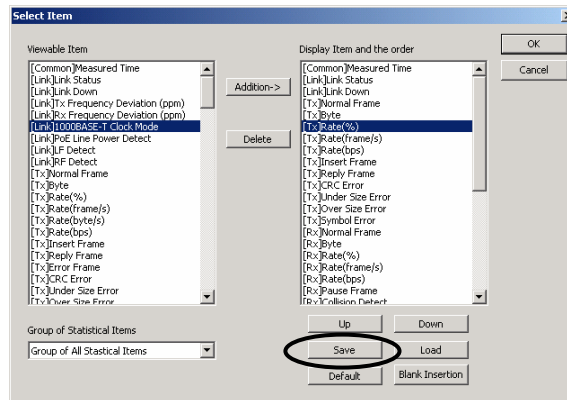 Select Item
Viewable Item
[Common]Measured Time
[Link]Link Status
[Link]Link Down
[Link]Tx Frequency Deviation (ppm)
[Link]Rx Frequency Deviation (ppm)
[Link]1000BASE-T Clock Mode
[Link]PoE Line Power Detect
[Link]LF Detect
[Link]RF Detect
[Tx]Normal Frame
[Tx]Byte
[Tx]Rate(%)
[Tx]Rate(frame/s)
[Tx]Rate(byte/s)
[Tx]Rate(bps)
[Tx]Insert Frame
[Tx]Reply Frame
[Tx]Error Frame
[Tx]CRC Error
[Tx]Under Size Error
[Tx]Over Size Error
Group of Statistical Items
Group of All Stastical Items
Addition->
Delete
Display Item and the order
[Common]Measured Time
[Link]Link Status
[Link]Link Down
[Tx]Normal Frame
[Tx]Byte
[Tx]Rate(%)
[Tx]Rate(frame/s)
[Tx]Rate(bps)
[Tx]Insert Frame
[Tx]Reply Frame
[Tx]CRC Error
[Tx]Under Size Error
[Tx]Over Size Error
[Tx]Symbol Error
[Rx]Normal Frame
[Rx]Byte
[Rx]Rate(%)
[Rx]Rate(frame/s)
[Rx]Rate(bps)
[Rx]Pause Frame
[Rx]Collision Detect
Up Down
Save Load
Default Blank Insertion
OK
Cancel